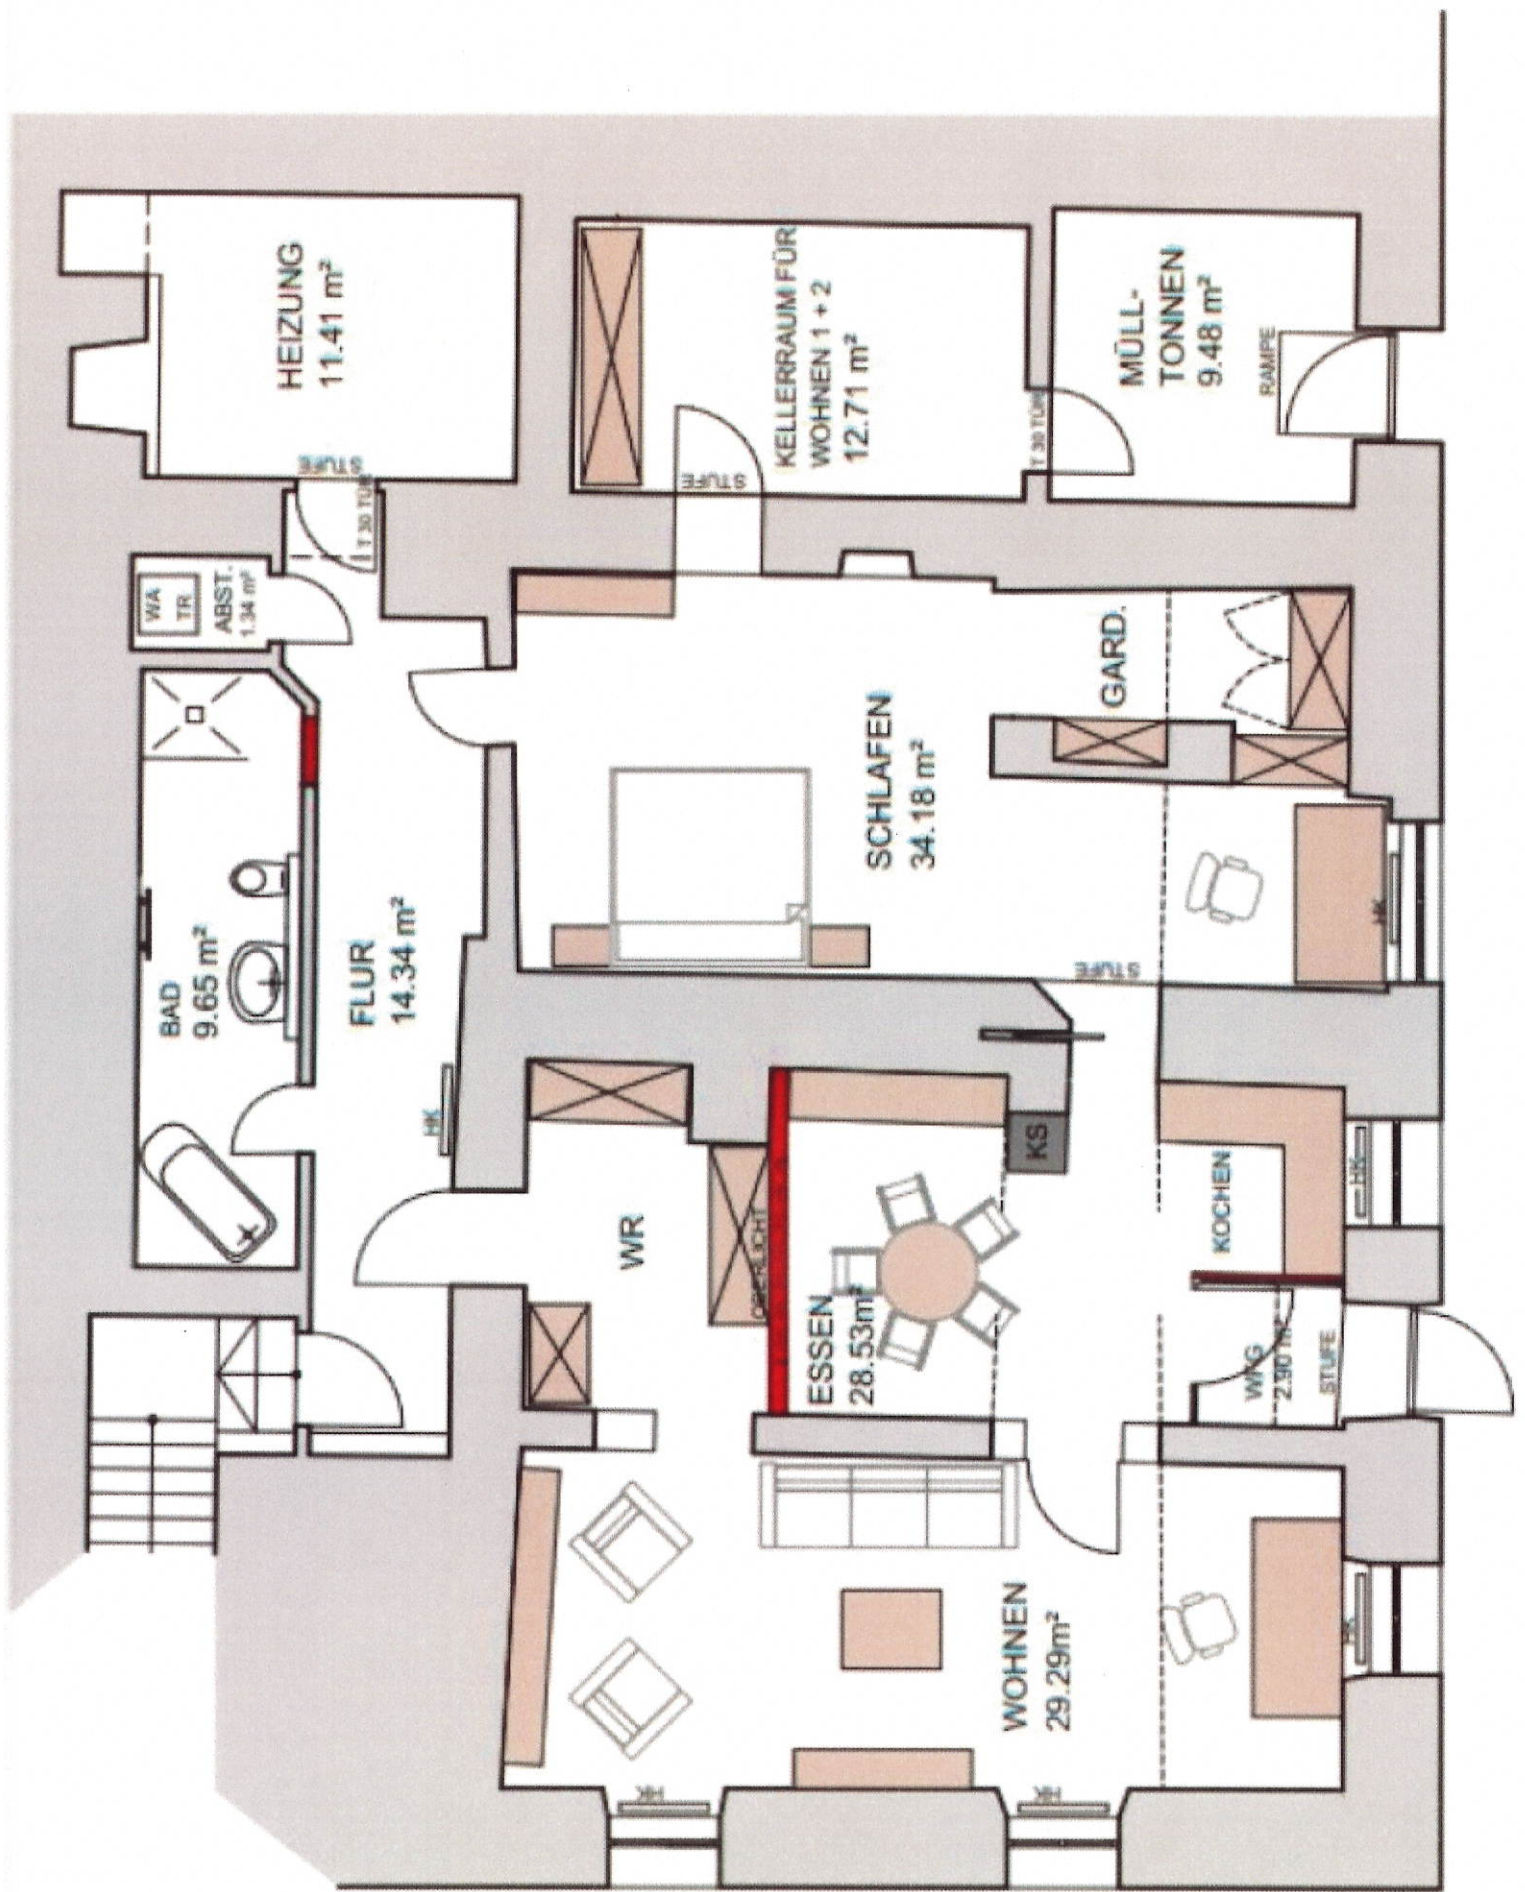 HEIZUNG
11.41 m²
STUFE
T 30 TÜR
KELLERRAUM FÜR
WOHNEN 1 + 2
12.71 m²
STUFE
T 30 TÜR
MÜLL-
TONNEN
9.48 m²
RAMPE
WA
TR
ABST.
1.34 m²
BAD
9.65 m²
FLUR
14.34 m²
HK
SCHLAFEN
34.18 m²
GARD.
HK
STUFE
WR
OBERLICHT
ESSEN
28.53m²
KS
KOCHEN
HK
WFG
2.90 m²
STUFE
WOHNEN
29.29m²
HK
HK
HK